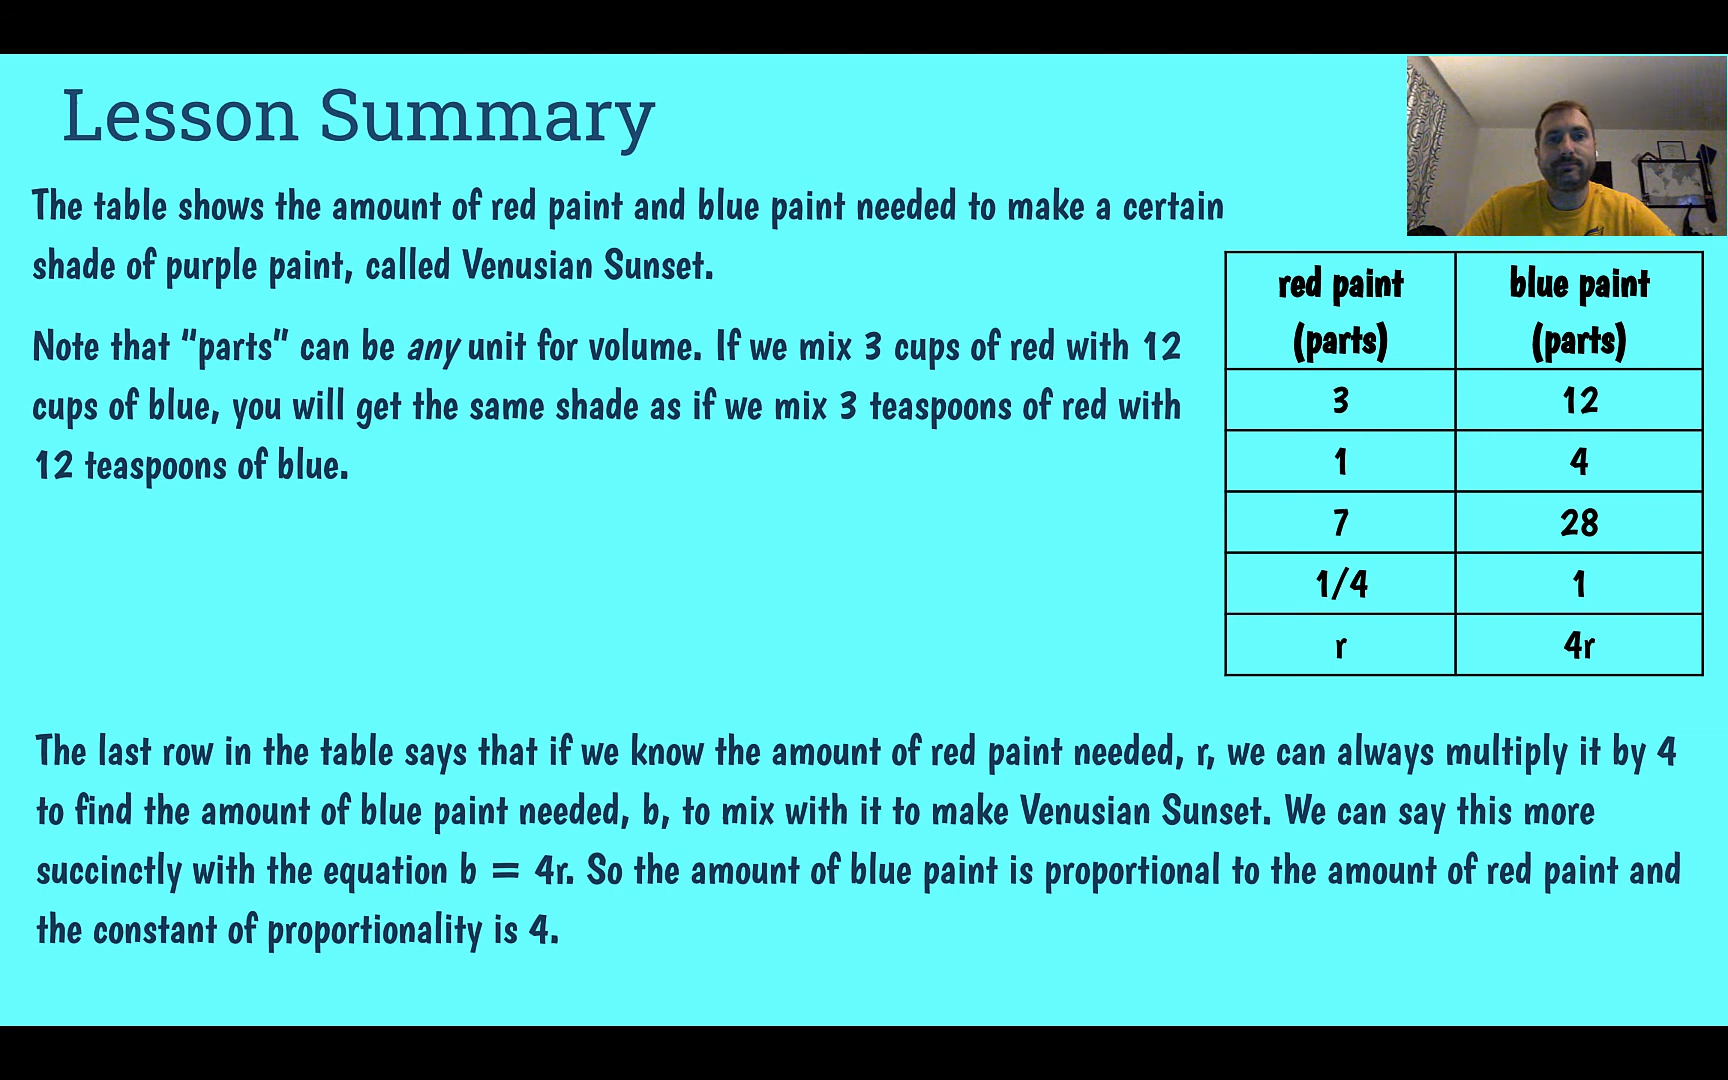 Lesson Summary
The table shows the amount of red paint and blue paint needed to make a certain
shade of purple paint, called Venusian Sunset.
Note that “parts” can be any unit for volume. If we mix 3 cups of red with 12
cups of blue, you will get the same shade as if we mix 3 teaspoons of red with
12 teaspoons of blue.
red paint (parts) blue paint (parts)
3 12
1 4
7 28
1/4 1
r 4r
The last row in the table says that if we know the amount of red paint needed, r, we can always multiply it by 4
to find the amount of blue paint needed, b, to mix with it to make Venusian Sunset. We can say this more
succinctly with the equation b = 4r. So the amount of blue paint is proportional to the amount of red paint and
the constant of proportionality is 4.